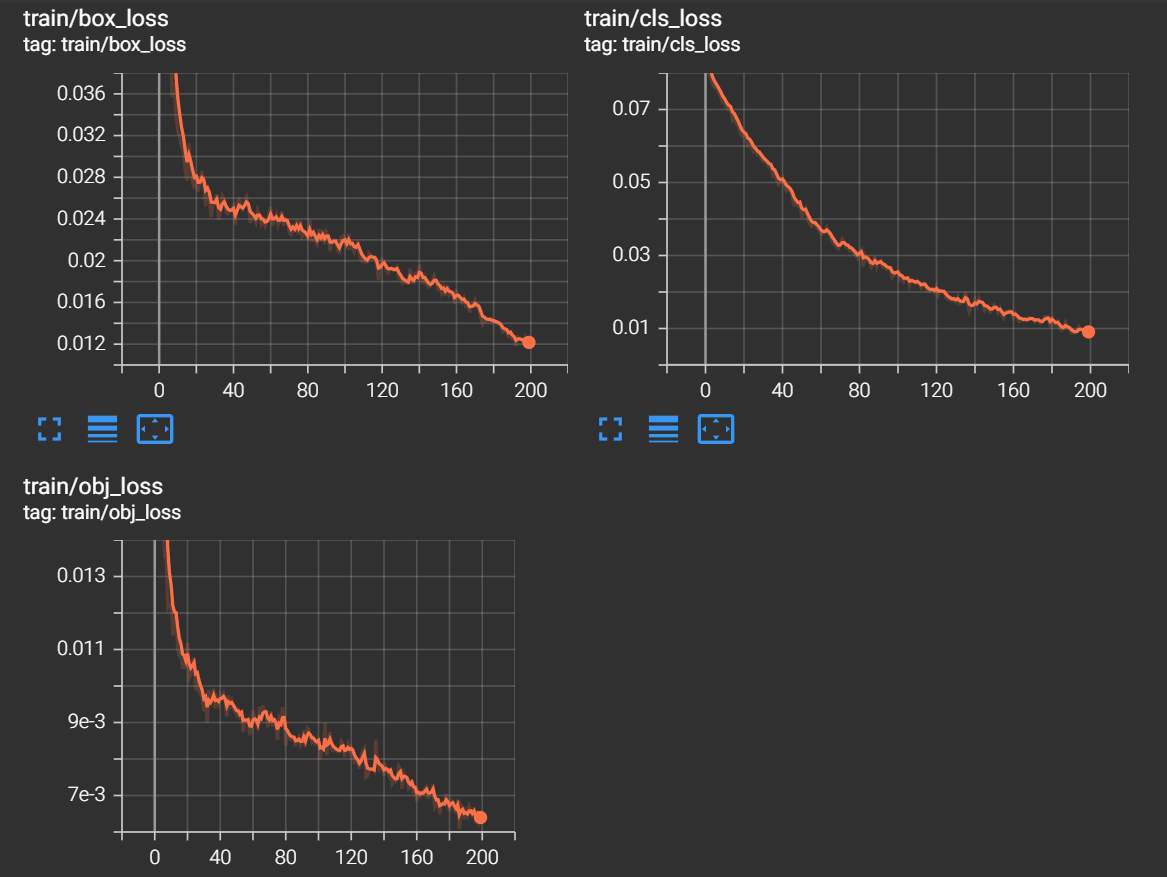 train/box_loss
tag: train/box_loss
0.036
0.032
0.028
0.024
0.02
0.016
0.012
0 40 80 120 160 200
train/cls_loss
tag: train/cls_loss
0.07
0.05
0.03
0.01
0 40 80 120 160 200
train/obj_loss
tag: train/obj_loss
0.013
0.011
9e-3
7e-3
0 40 80 120 160 200